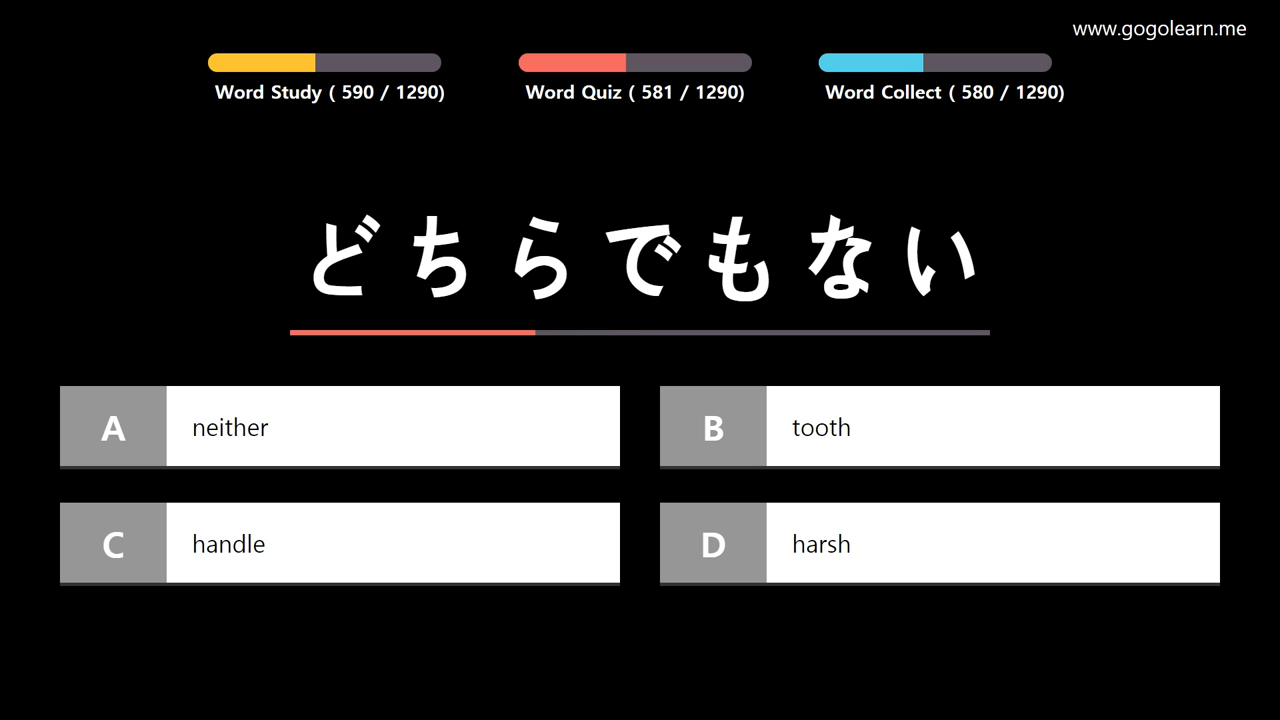 www.gogolearn.me
Word Study ( 590 / 1290)
Word Quiz ( 581 / 1290)
Word Collect ( 580 / 1290)
どちらでもない
A neither
B tooth
C handle
D harsh